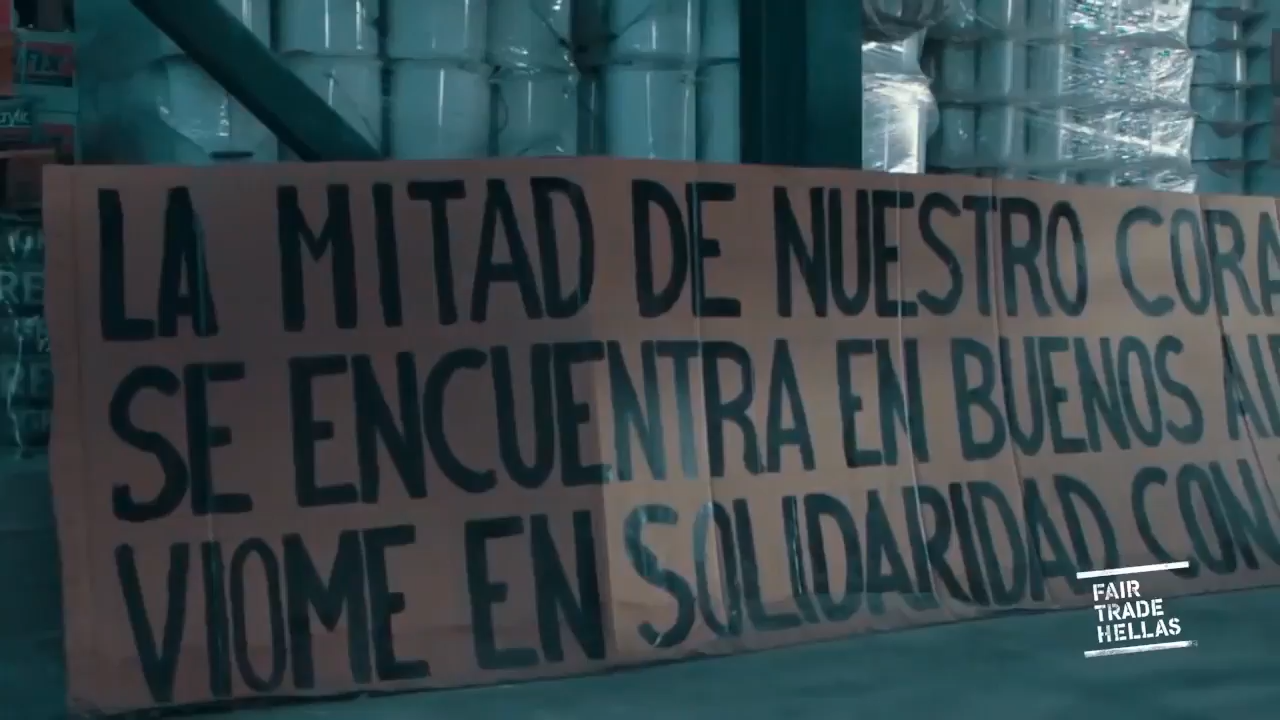 LA MITAD DE NUESTRO CORA
SE ENCUENTRA EN BUENOS AI
VIOME EN SOLIDARIDAD CON
FAIR
TRADE
HELLAS